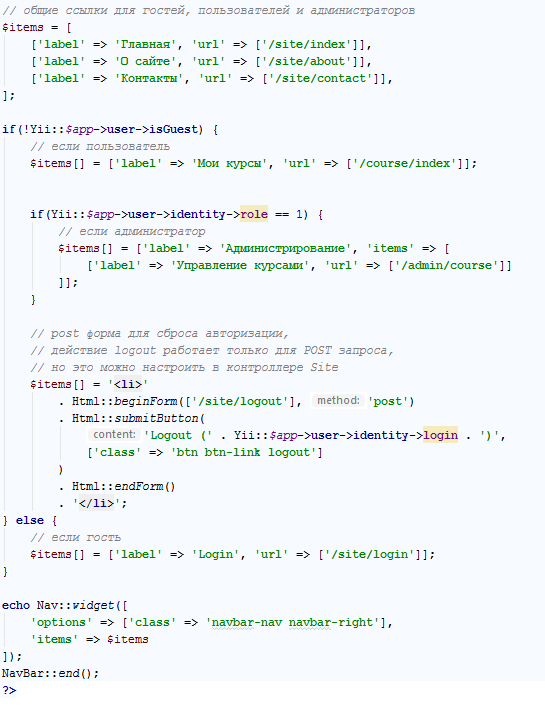 // общие ссылки для гостей, пользователей и администраторов
$items = [
    ['label' => 'Главная', 'url' => ['/site/index']],
    ['label' => 'О сайте', 'url' => ['/site/about']],
    ['label' => 'Контакты', 'url' => ['/site/contact']],
];

if(!Yii::$app->user->isGuest) {
    // если пользователь
    $items[] = ['label' => 'Мои курсы', 'url' => ['/course/index']];

    if(Yii::$app->user->identity->role == 1) {
        // если администратор
        $items[] = ['label' => 'Администрирование', 'items' => [
            ['label' => 'Управление курсами', 'url' => ['/admin/course']]
        ]];
    }

    // post форма для сброса авторизации,
    // действие logout работает только для POST запроса,
    // но это можно настроить в контроллере Site
    $items[] = '<li>'
        . Html::beginForm(['/site/logout'], method: 'post')
        . Html::submitButton(
            content: 'Logout (' . Yii::$app->user->identity->login . ')',
            ['class' => 'btn btn-link logout']
        )
        . Html::endForm()
        . '</li>';
} else {
    // если гость
    $items[] = ['label' => 'Login', 'url' => ['/site/login']];
}

echo Nav::widget([
    'options' => ['class' => 'navbar-nav navbar-right'],
    'items' => $items
]);
NavBar::end();
?>